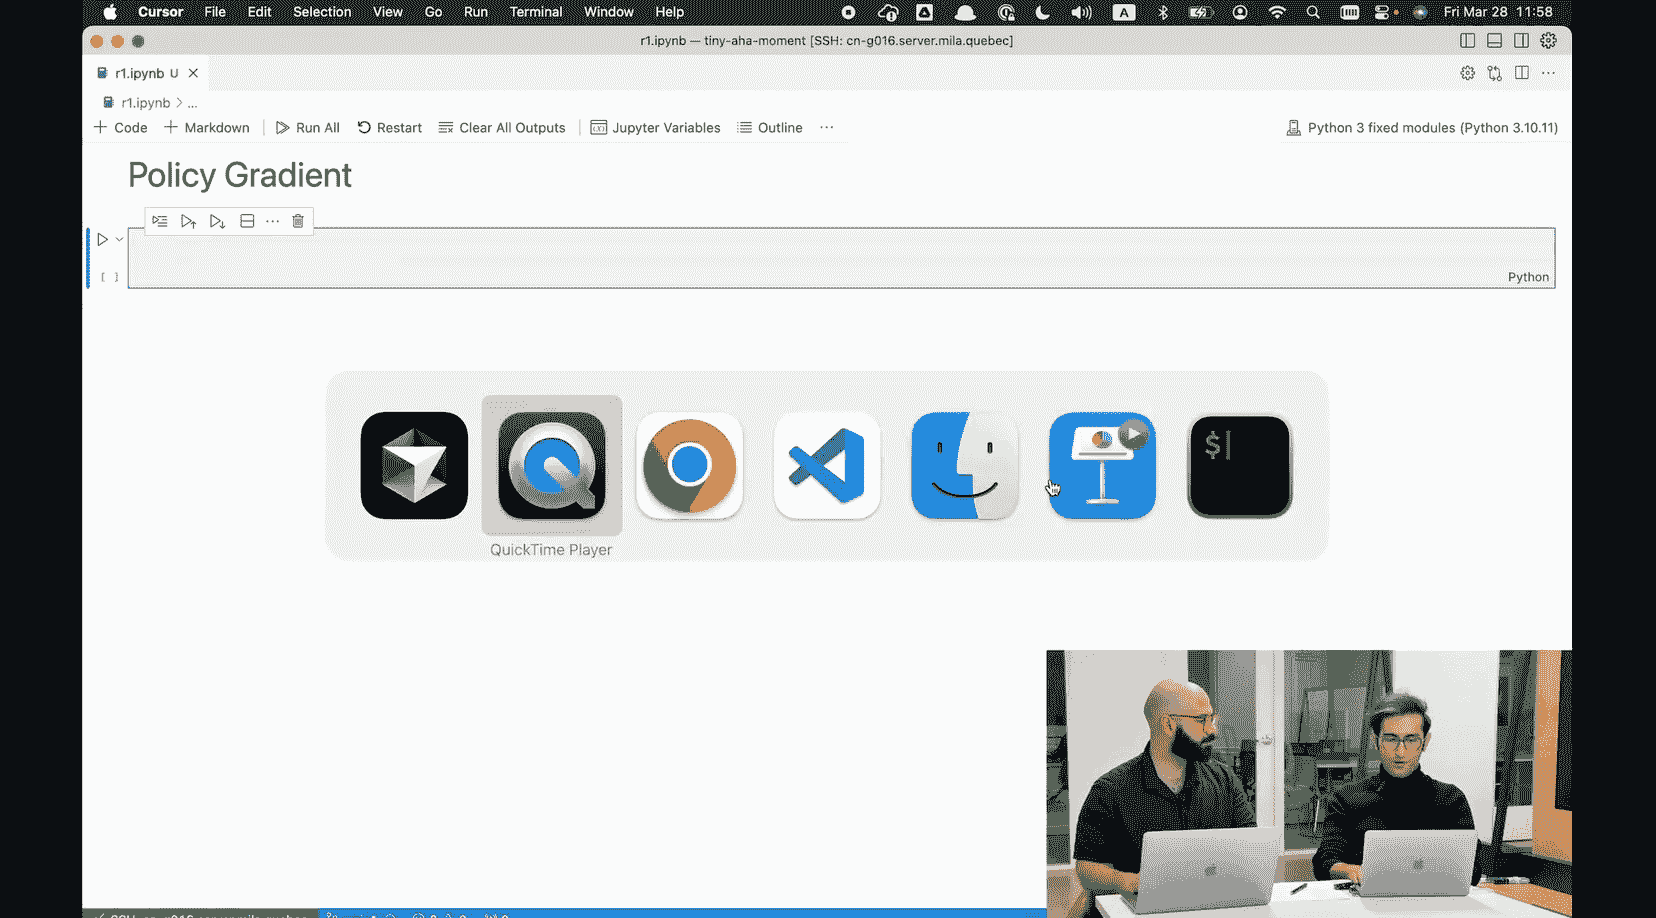 Cursor File Edit Selection View Go Run Terminal Window Help A Fri Mar 28 11:58
r1.ipynb — tiny-aha-moment [SSH: cn-g016.server.mila.quebec]
r1.ipynb U
r1.ipynb > ...
+ Code + Markdown Run All Restart Clear All Outputs Jupyter Variables Outline ... Python 3 fixed modules (Python 3.10.11)
Policy Gradient
[ ]
Python
$
QuickTime Player